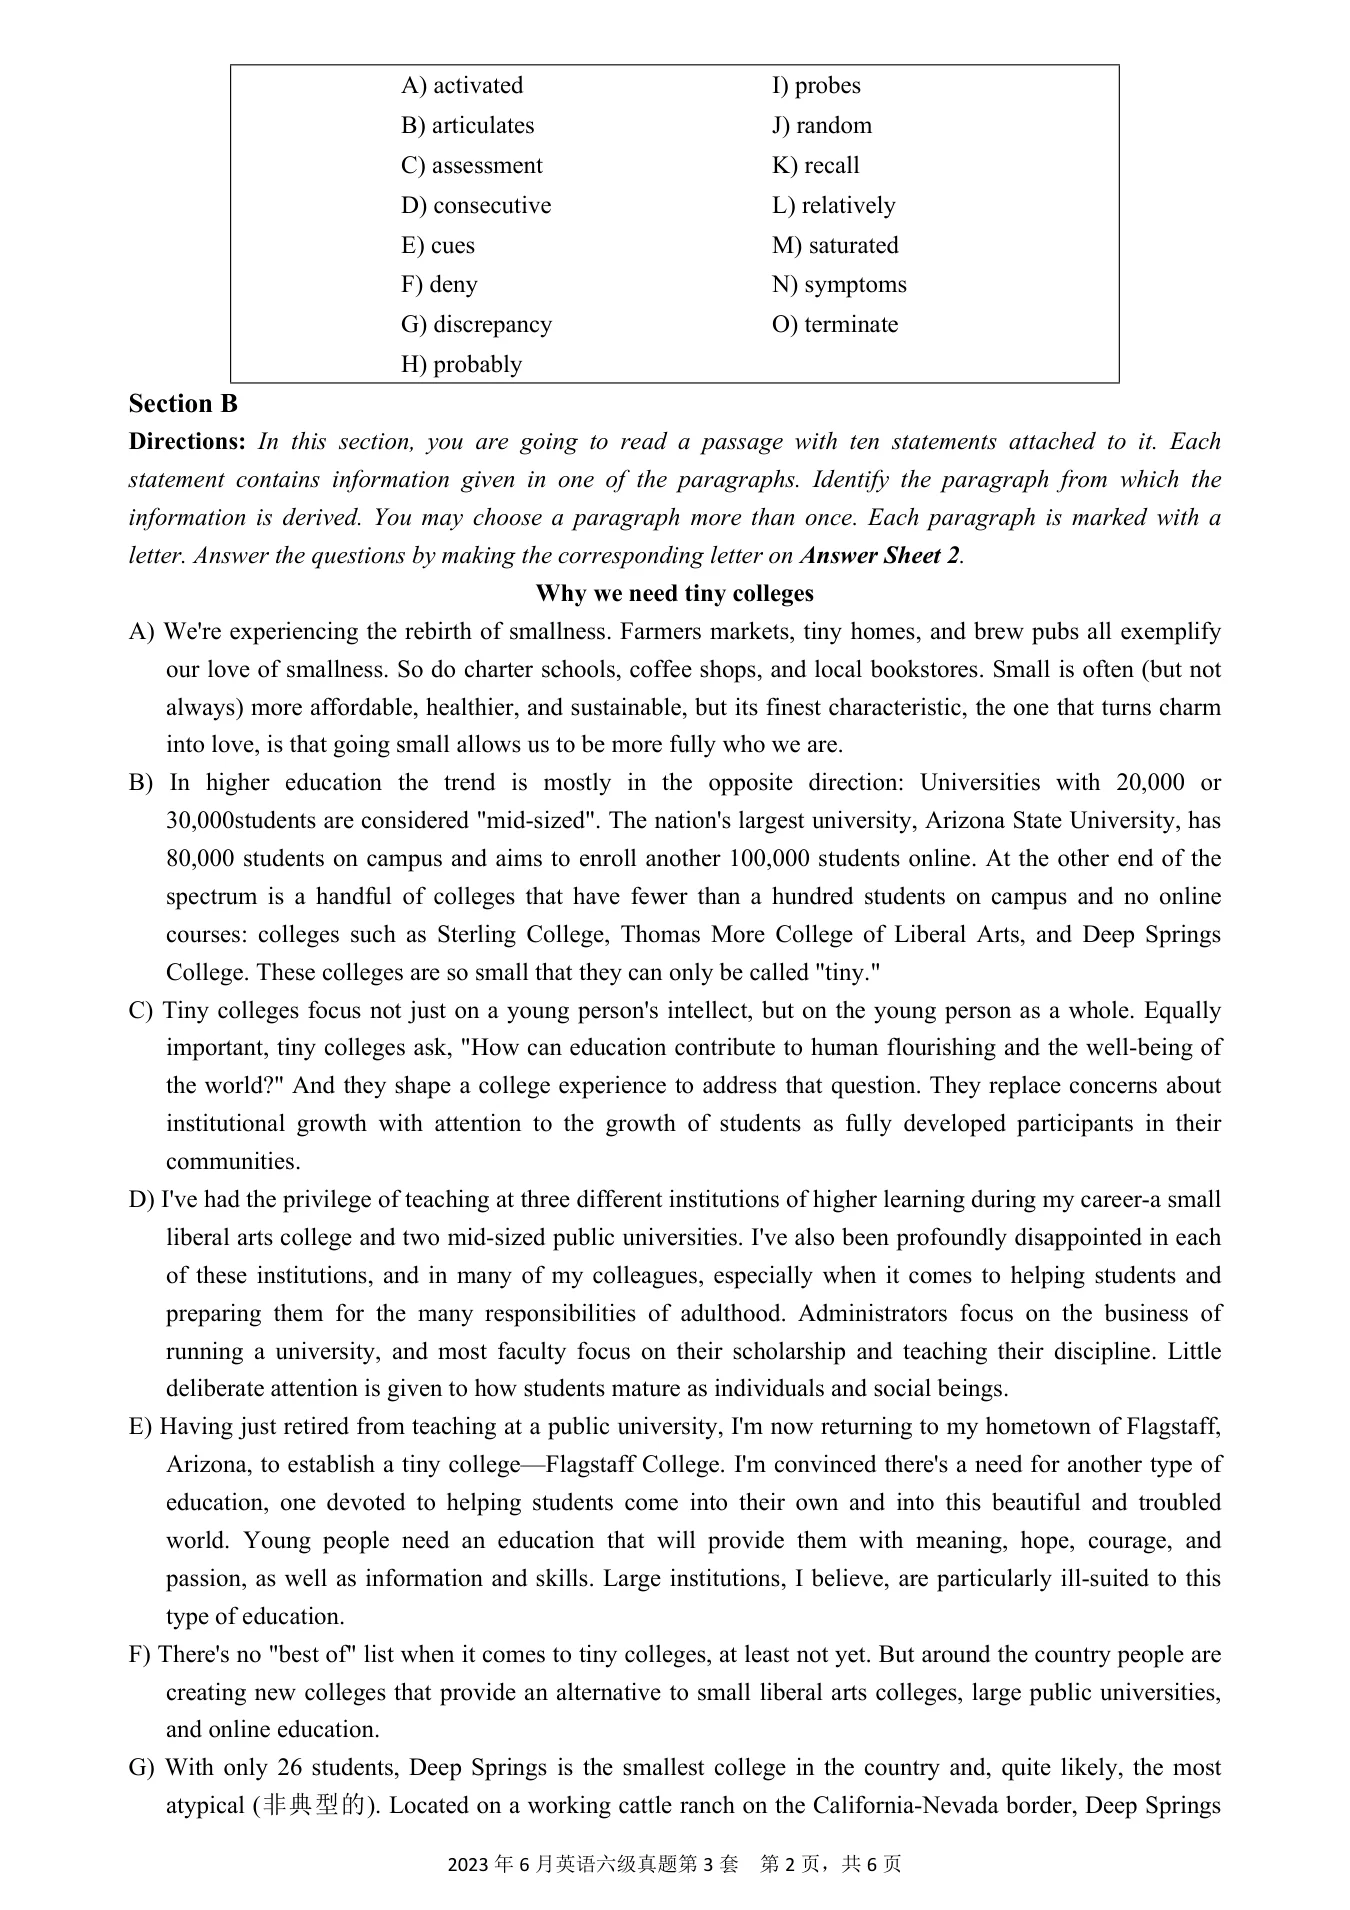 A) activated
I) probes
B) articulates
J) random
C) assessment
K) recall
D) consecutive
L) relatively
E) cues
M) saturated
F) deny
N) symptoms
G) discrepancy
O) terminate
H) probably
Section B
Directions: In this section, you are going to read a passage with ten statements attached to it. Each
statement contains information given in one of the paragraphs. Identify the paragraph from which the
information is derived. You may choose a paragraph more than once. Each paragraph is marked with a
letter. Answer the questions by making the corresponding letter on Answer Sheet 2.
Why we need tiny colleges
A) We're experiencing the rebirth of smallness. Farmers markets, tiny homes, and brew pubs all exemplify
our love of smallness. So do charter schools, coffee shops, and local bookstores. Small is often (but not
always) more affordable, healthier, and sustainable, but its finest characteristic, the one that turns charm
into love, is that going small allows us to be more fully who we are.
B) In higher education the trend is mostly in the opposite direction: Universities with 20,000 or
30,000students are considered "mid-sized". The nation's largest university, Arizona State University, has
80,000 students on campus and aims to enroll another 100,000 students online. At the other end of the
spectrum is a handful of colleges that have fewer than a hundred students on campus and no online
courses: colleges such as Sterling College, Thomas More College of Liberal Arts, and Deep Springs
College. These colleges are so small that they can only be called "tiny."
C) Tiny colleges focus not just on a young person's intellect, but on the young person as a whole. Equally
important, tiny colleges ask, "How can education contribute to human flourishing and the well-being of
the world?" And they shape a college experience to address that question. They replace concerns about
institutional growth with attention to the growth of students as fully developed participants in their
communities.
D) I've had the privilege of teaching at three different institutions of higher learning during my career-a small
liberal arts college and two mid-sized public universities. I've also been profoundly disappointed in each
of these institutions, and in many of my colleagues, especially when it comes to helping students and
preparing them for the many responsibilities of adulthood. Administrators focus on the business of
running a university, and most faculty focus on their scholarship and teaching their discipline. Little
deliberate attention is given to how students mature as individuals and social beings.
E) Having just retired from teaching at a public university, I'm now returning to my hometown of Flagstaff,
Arizona, to establish a tiny college—Flagstaff College. I'm convinced there's a need for another type of
education, one devoted to helping students come into their own and into this beautiful and troubled
world. Young people need an education that will provide them with meaning, hope, courage, and
passion, as well as information and skills. Large institutions, I believe, are particularly ill-suited to this
type of education.
F) There's no "best of" list when it comes to tiny colleges, at least not yet. But around the country people are
creating new colleges that provide an alternative to small liberal arts colleges, large public universities,
and online education.
G) With only 26 students, Deep Springs is the smallest college in the country and, quite likely, the most
atypical (非典型的). Located on a working cattle ranch on the California-Nevada border, Deep Springs
2023 年 6 月英语六级真题第 3 套 第 2 页，共 6 页